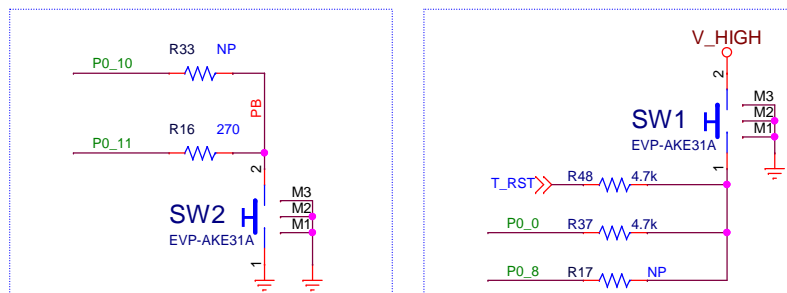 R33 NP
P0_10
PB
R16 270
P0_11
2
M3
M2
M1
SW2
EVP-AKE31A
1
V_HIGH
2
M3
M2
M1
SW1
EVP-AKE31A
1
T_RST R48 4.7k
P0_0 R37 4.7k
P0_8 R17 NP